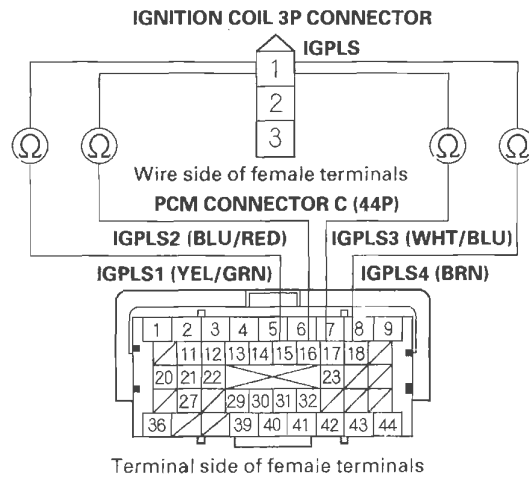 IGNITION COIL 3P CONNECTOR
IGPLS
1
2
3
Ω Ω Ω Ω
Wire side of female terminals
PCM CONNECTOR C (44P)
IGPLS2 (BLU/RED) IGPLS3 (WHT/BLU)
IGPLS1 (YEL/GRN) IGPLS4 (BRN)
1 2 3 4 5 6 7 8 9
11 12 13 14 15 16 17 18
20 21 22 23
27 29 30 31 32
36 39 40 41 42 43 44
Terminal side of female terminals